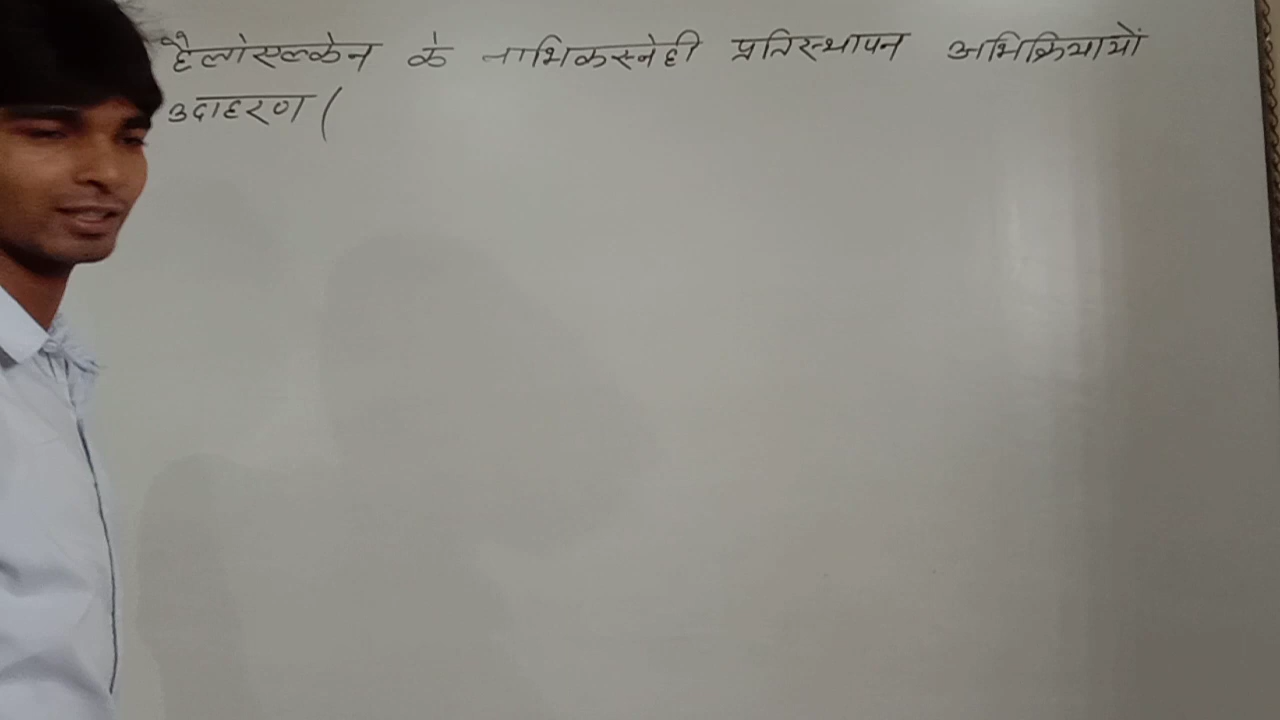 हैलोएल्केन के नाभिकस्नेही प्रतिस्थापन अभिक्रियायों
उदाहरण (